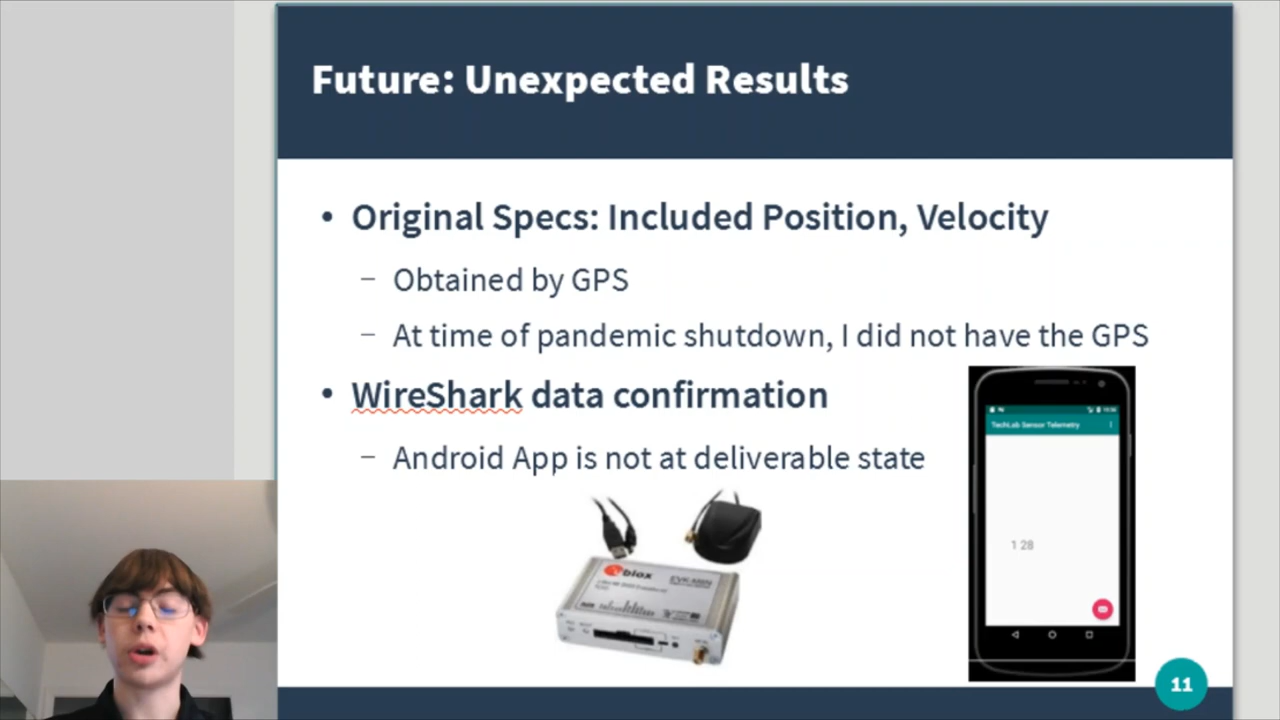 Future: Unexpected Results
• Original Specs: Included Position, Velocity
– Obtained by GPS
– At time of pandemic shutdown, I did not have the GPS
• WireShark data confirmation
– Android App is not at deliverable state
TechLab Sensor Telemetry
1 28
blox
11